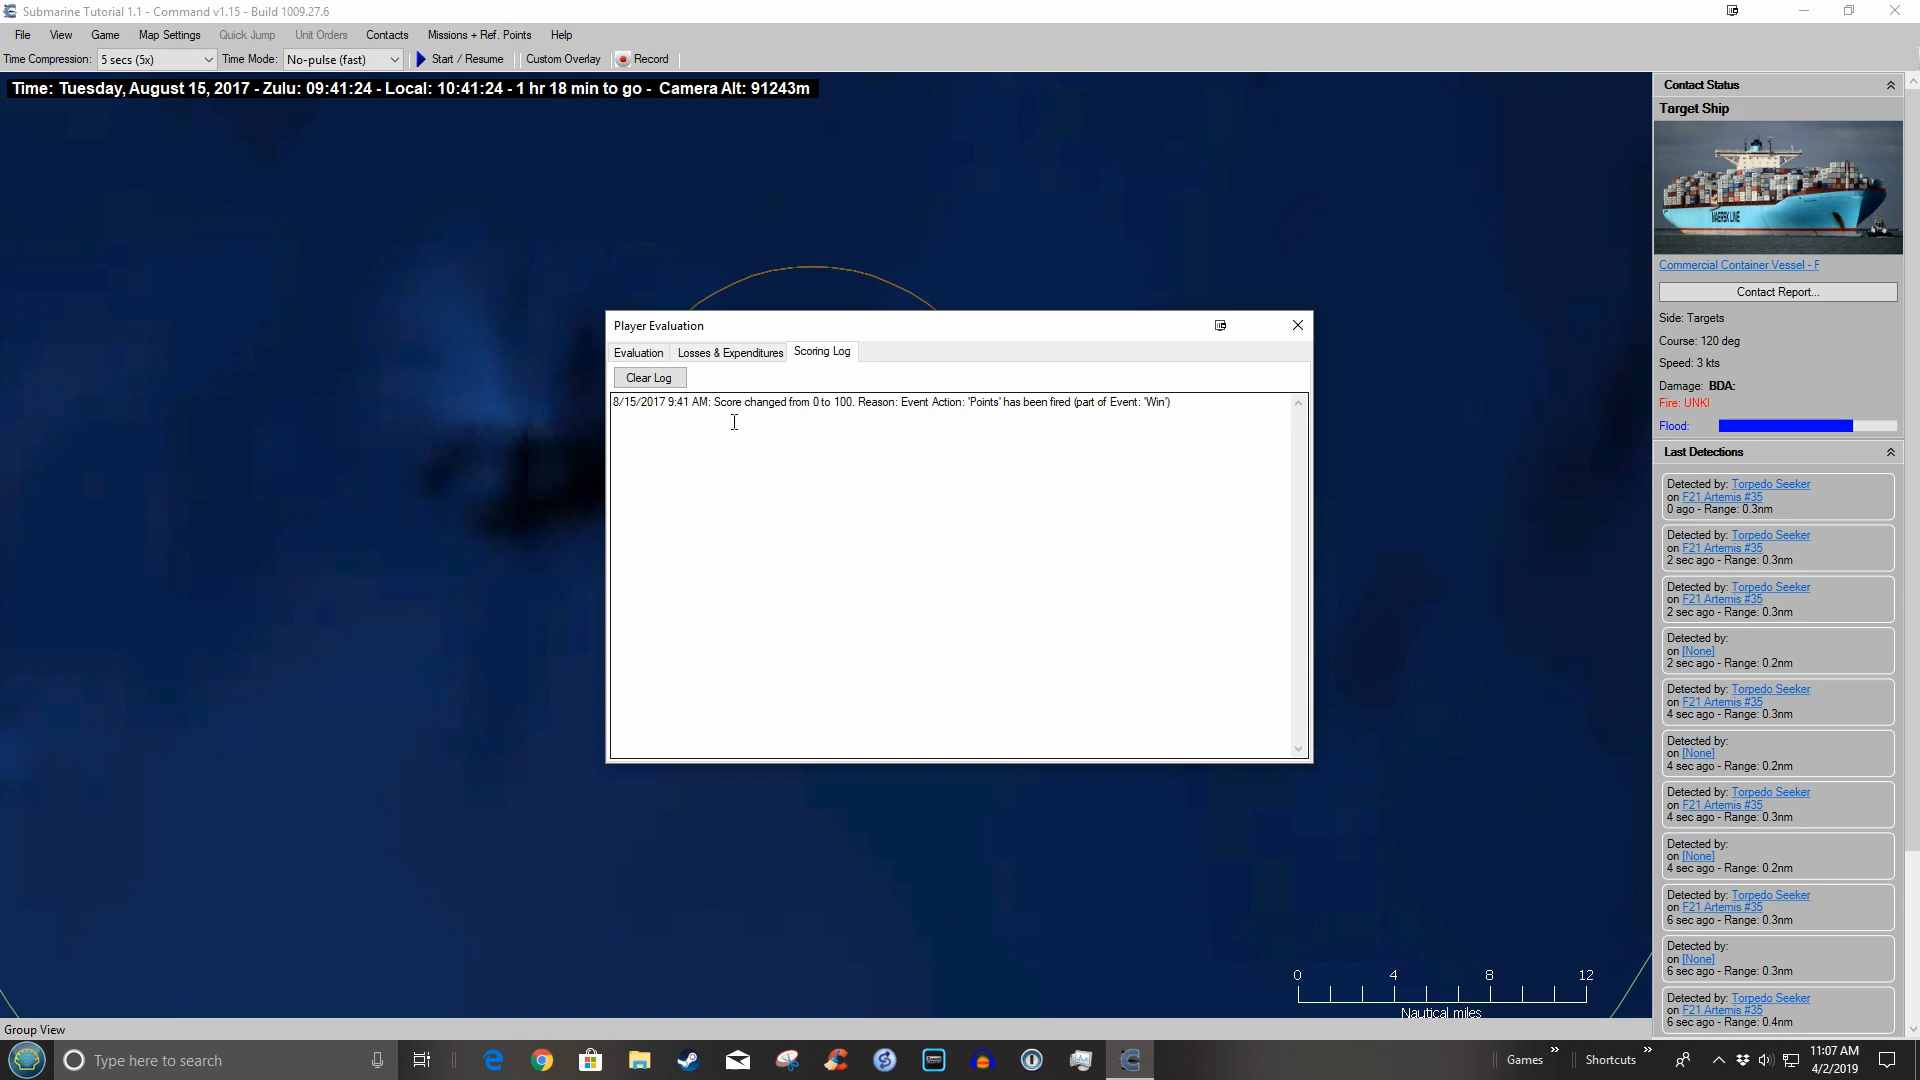 Submarine Tutorial 1.1 - Command v1.15 - Build 1009.27.6
File View Game Map Settings Quick Jump Unit Orders Contacts Missions + Ref. Points Help
Time Compression: 5 secs (5x) Time Mode: No-pulse (fast) Start / Resume Custom Overlay Record
Time: Tuesday, August 15, 2017 - Zulu: 09:41:24 - Local: 10:41:24 - 1 hr 18 min to go - Camera Alt: 91243m
Player Evaluation
Evaluation Losses & Expenditures Scoring Log
Clear Log
8/15/2017 9:41 AM: Score changed from 0 to 100. Reason: Event Action: 'Points' has been fired (part of Event: 'Win')
0 4 8 12
Nautical miles
Contact Status
Target Ship
MAERSK LINE
Commercial Container Vessel - F
Contact Report...
Side: Targets
Course: 120 deg
Speed: 3 kts
Damage: BDA:
Fire: UNKI
Flood:
Last Detections
Detected by: Torpedo Seeker
on F21 Artemis #35
0 ago - Range: 0.3nm
Detected by: Torpedo Seeker
on F21 Artemis #35
2 sec ago - Range: 0.3nm
Detected by: Torpedo Seeker
on F21 Artemis #35
2 sec ago - Range: 0.3nm
Detected by:
on [None]
2 sec ago - Range: 0.2nm
Detected by: Torpedo Seeker
on F21 Artemis #35
4 sec ago - Range: 0.3nm
Detected by:
on [None]
4 sec ago - Range: 0.2nm
Detected by: Torpedo Seeker
on F21 Artemis #35
4 sec ago - Range: 0.3nm
Detected by:
on [None]
4 sec ago - Range: 0.2nm
Detected by: Torpedo Seeker
on F21 Artemis #35
6 sec ago - Range: 0.3nm
Detected by:
on [None]
6 sec ago - Range: 0.3nm
Detected by: Torpedo Seeker
on F21 Artemis #35
6 sec ago - Range: 0.4nm
Group View
Type here to search
Games
Shortcuts
11:07 AM
4/2/2019